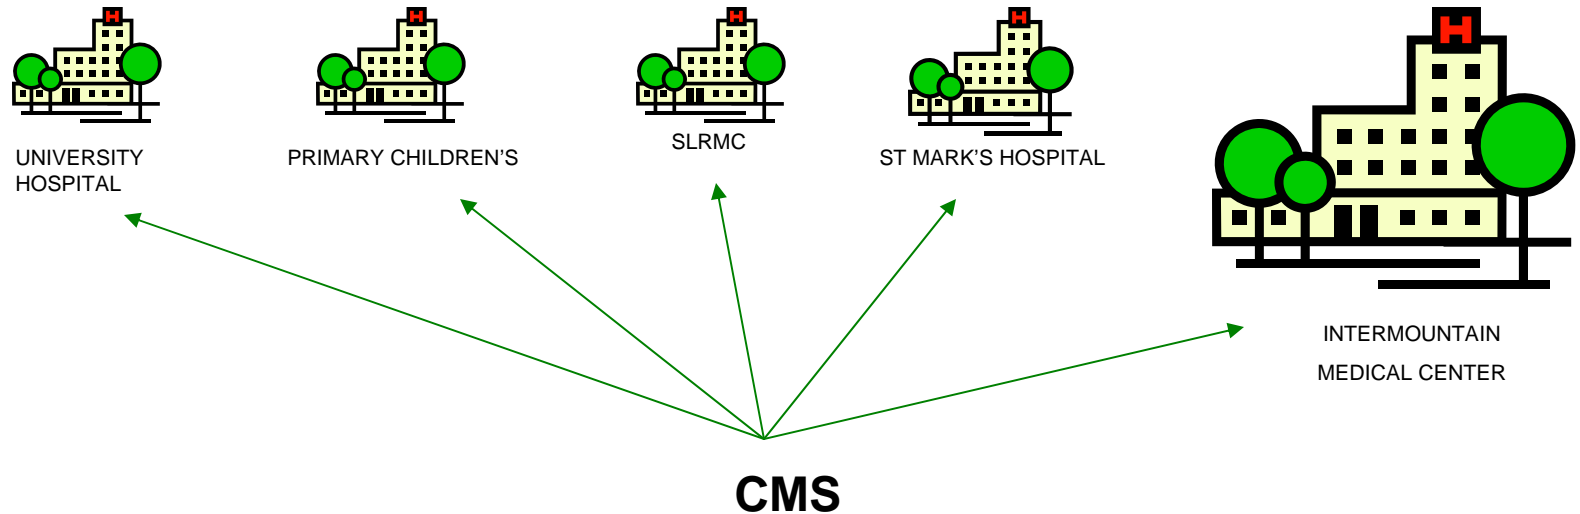 H
H
H
H
H
UNIVERSITY
HOSPITAL
PRIMARY CHILDREN'S
SLRMC
ST MARK'S HOSPITAL
INTERMOUNTAIN
MEDICAL CENTER
CMS